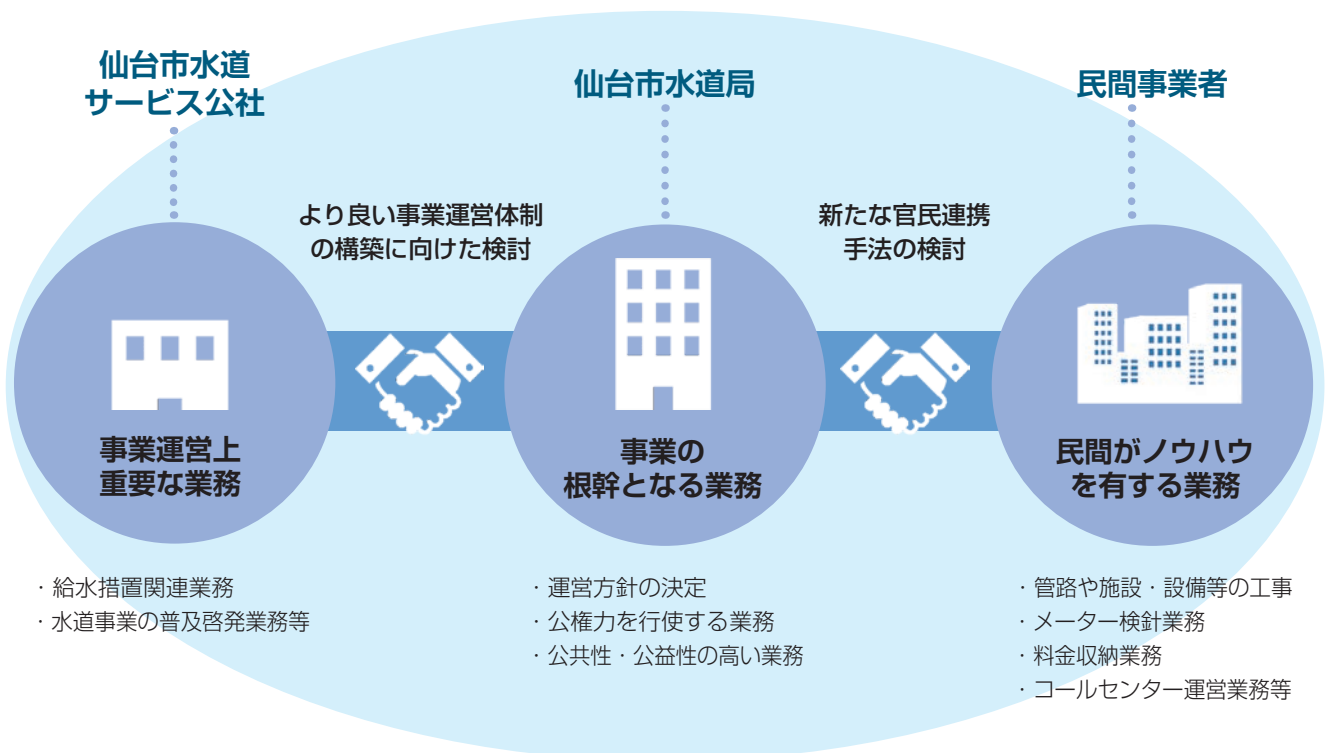 仙台市水道
サービス公社
仙台市水道局
民間事業者
より良い事業運営体制
の構築に向けた検討
新たな官民連携
手法の検討
事業運営上
重要な業務
事業の
根幹となる業務
民間がノウハウ
を有する業務
・給水措置関連業務
・水道事業の普及啓発業務等
・運営方針の決定
・公権力を行使する業務
・公共性・公益性の高い業務
・管路や施設・設備等の工事
・メーター検針業務
・料金収納業務
・コールセンター運営業務等